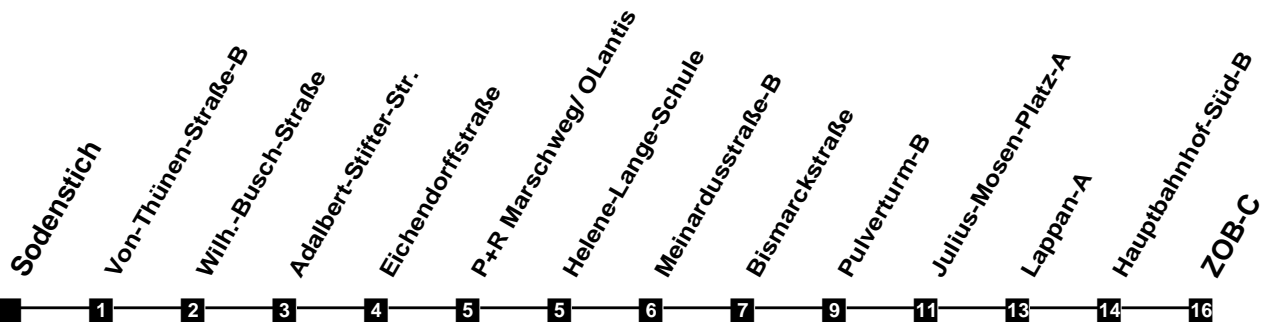 Sodenstich
Von-Thünen-Straße-B
Wilh.-Busch-Straße
Adalbert-Stifter-Str.
Eichendorffstraße
P+R Marschweg/ OLantis
Helene-Lange-Schule
Meinardusstraße-B
Bismarckstraße
Pulverturm-B
Julius-Mosen-Platz-A
Lappan-A
Hauptbahnhof-Süd-B
ZOB-C
1 2 3 4 5 5 6 7 9 11 13 14 16